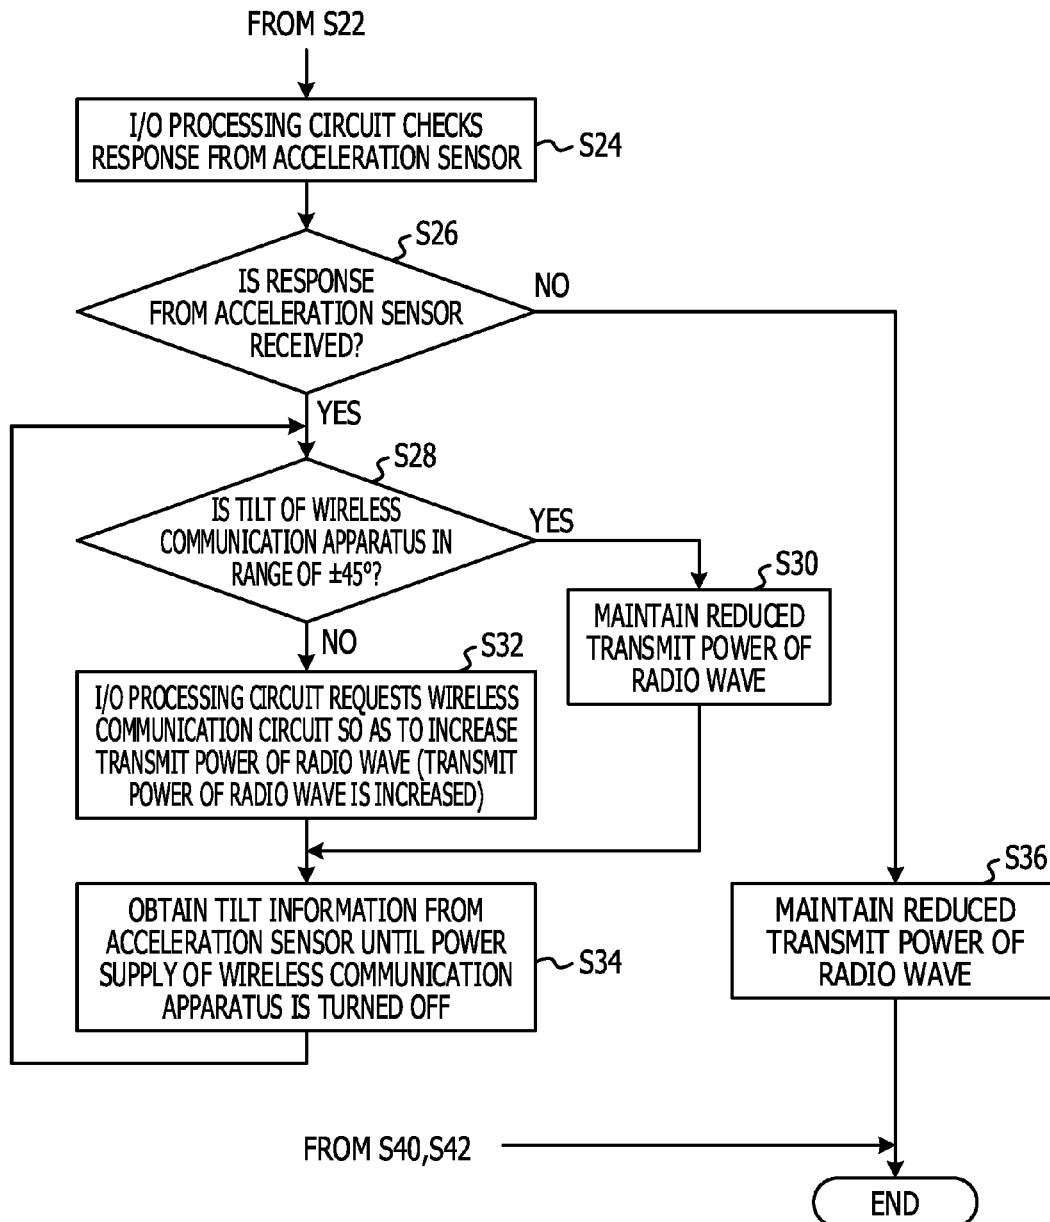 FROM S22
I/O PROCESSING CIRCUIT CHECKS
RESPONSE FROM ACCELERATION SENSOR
S24
S26
IS RESPONSE
FROM ACCELERATION SENSOR
RECEIVED?
NO
YES
S28
IS TILT OF WIRELESS
COMMUNICATION APPARATUS IN
RANGE OF ±45°?
YES
S30
MAINTAIN REDUCED
TRANSMIT POWER OF
RADIO WAVE
NO
S32
I/O PROCESSING CIRCUIT REQUESTS WIRELESS
COMMUNICATION CIRCUIT SO AS TO INCREASE
TRANSMIT POWER OF RADIO WAVE (TRANSMIT
POWER OF RADIO WAVE IS INCREASED)
OBTAIN TILT INFORMATION FROM
ACCELERATION SENSOR UNTIL POWER
SUPPLY OF WIRELESS COMMUNICATION
APPARATUS IS TURNED OFF
S34
S36
MAINTAIN REDUCED
TRANSMIT POWER OF
RADIO WAVE
FROM S40,S42
END